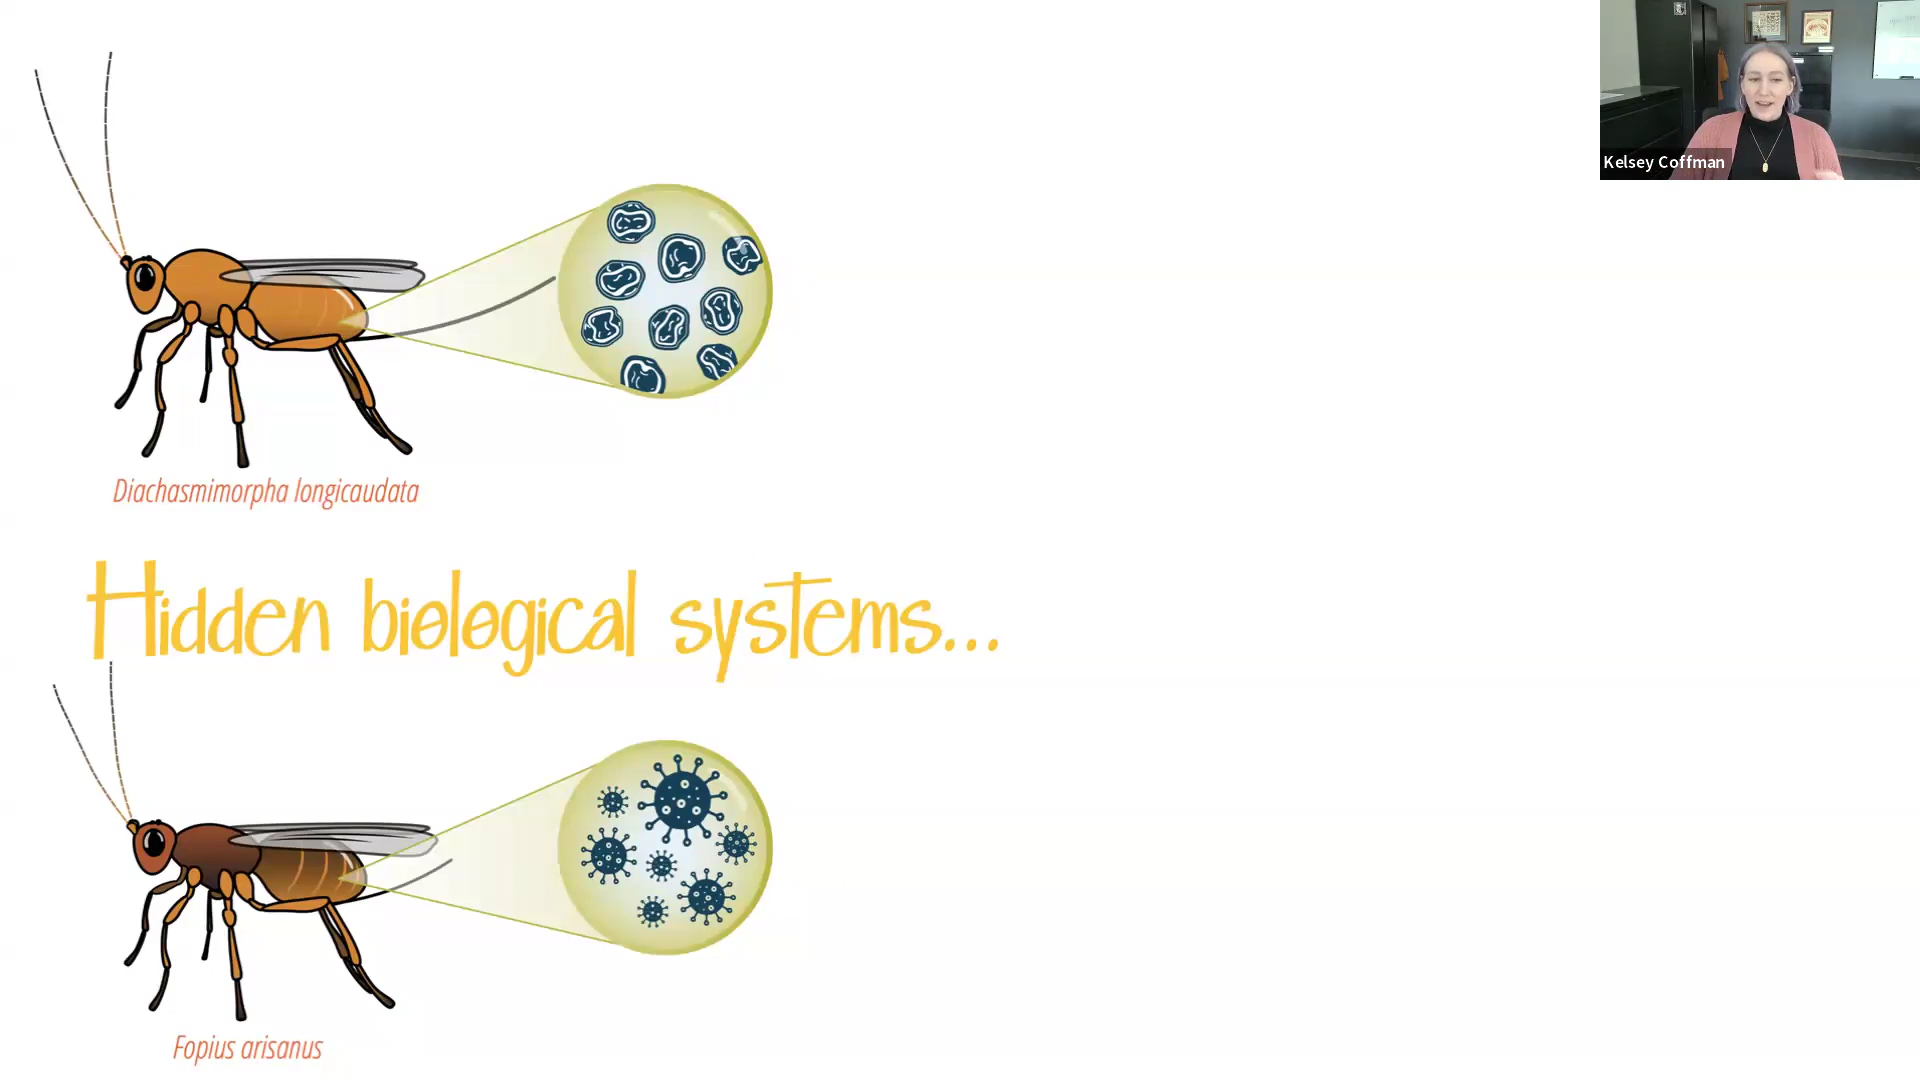 Kelsey Coffman
Diachasmimorpha longicaudata
Hidden biological systems...
Fopius arisanus